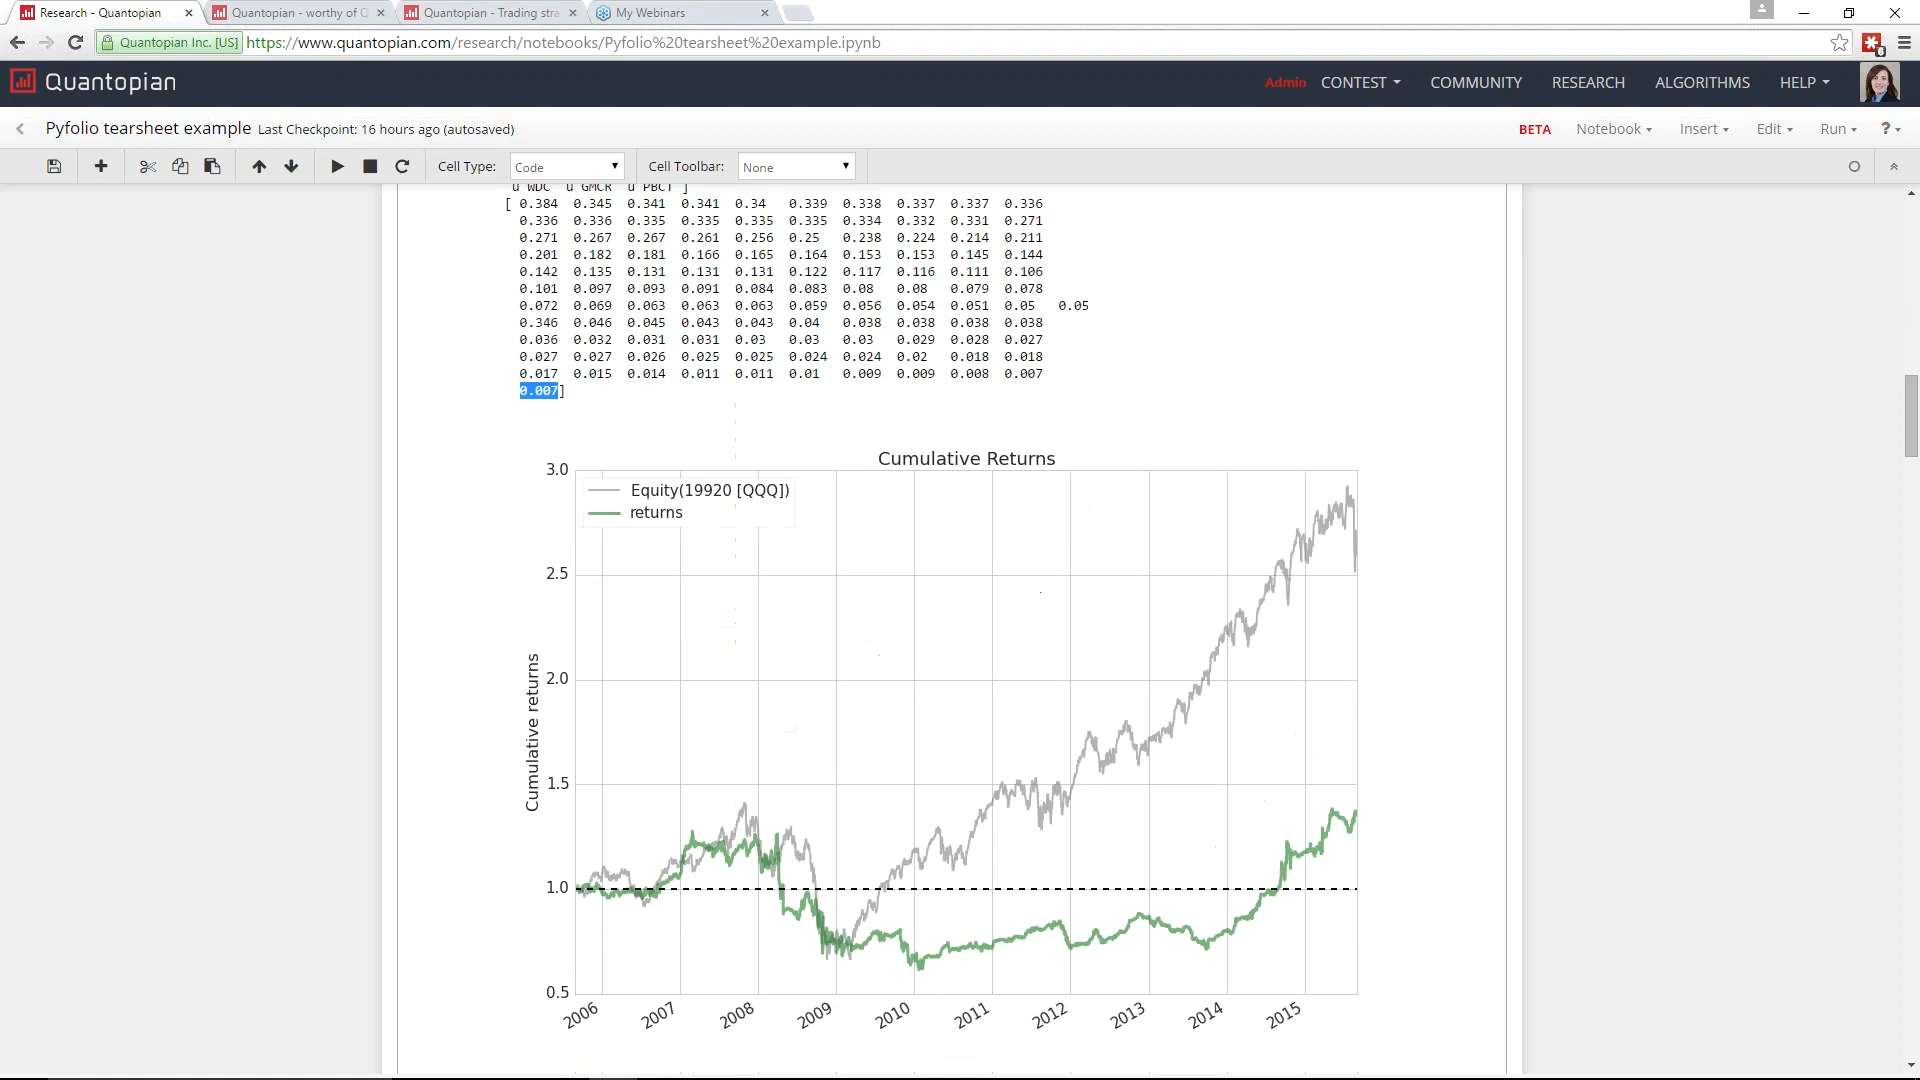 Research - Quantopian
Quantopian - worthy of Q
Quantopian - Trading stra
My Webinars
Quantopian Inc. [US]
https://www.quantopian.com/research/notebooks/Pyfolio%20tearsheet%20example.ipynb
Quantopian
Admin CONTEST COMMUNITY RESEARCH ALGORITHMS HELP
Pyfolio tearsheet example Last Checkpoint: 16 hours ago (autosaved)
BETA Notebook Insert Edit Run ?
Cell Type: Code Cell Toolbar: None
u'WDC' u'GMCR' u'PBCT']
[ 0.384 0.345 0.341 0.341 0.34 0.339 0.338 0.337 0.337 0.336
0.336 0.336 0.335 0.335 0.335 0.335 0.334 0.332 0.331 0.271
0.271 0.267 0.267 0.261 0.256 0.25 0.238 0.224 0.214 0.211
0.201 0.182 0.181 0.166 0.165 0.164 0.153 0.153 0.145 0.144
0.142 0.135 0.131 0.131 0.131 0.122 0.117 0.116 0.111 0.106
0.101 0.097 0.093 0.091 0.084 0.083 0.08 0.08 0.079 0.078
0.072 0.069 0.063 0.063 0.063 0.059 0.056 0.054 0.051 0.05 0.05
0.346 0.046 0.045 0.043 0.043 0.04 0.038 0.038 0.038 0.038
0.036 0.032 0.031 0.031 0.03 0.03 0.03 0.029 0.028 0.027
0.027 0.027 0.026 0.025 0.025 0.024 0.024 0.02 0.018 0.018
0.017 0.015 0.014 0.011 0.011 0.01 0.009 0.009 0.008 0.007
0.007]
Cumulative Returns
Equity(19920 [QQQ])
returns
Cumulative returns
3.0
2.5
2.0
1.5
1.0
0.5
2006 2007 2008 2009 2010 2011 2012 2013 2014 2015